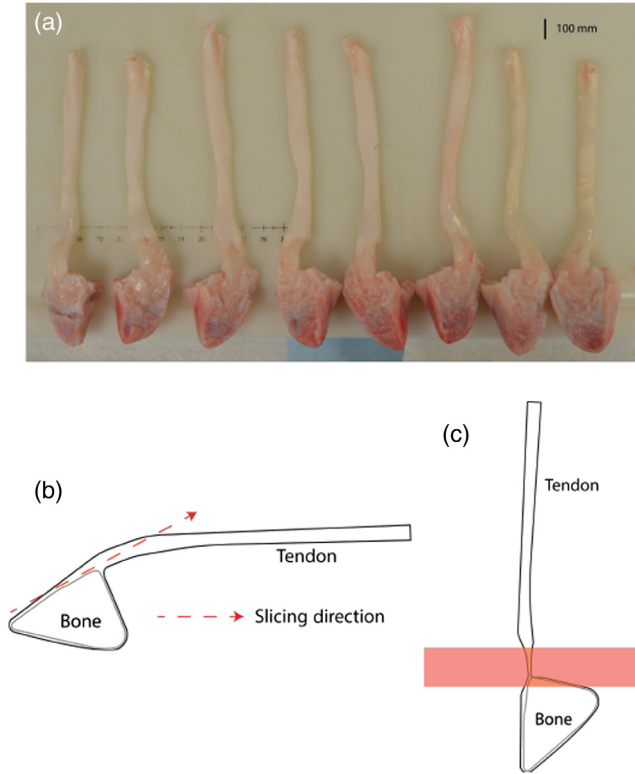 (a)
100 mm
(b)
Tendon
Bone
Slicing direction
(c)
Tendon
Bone